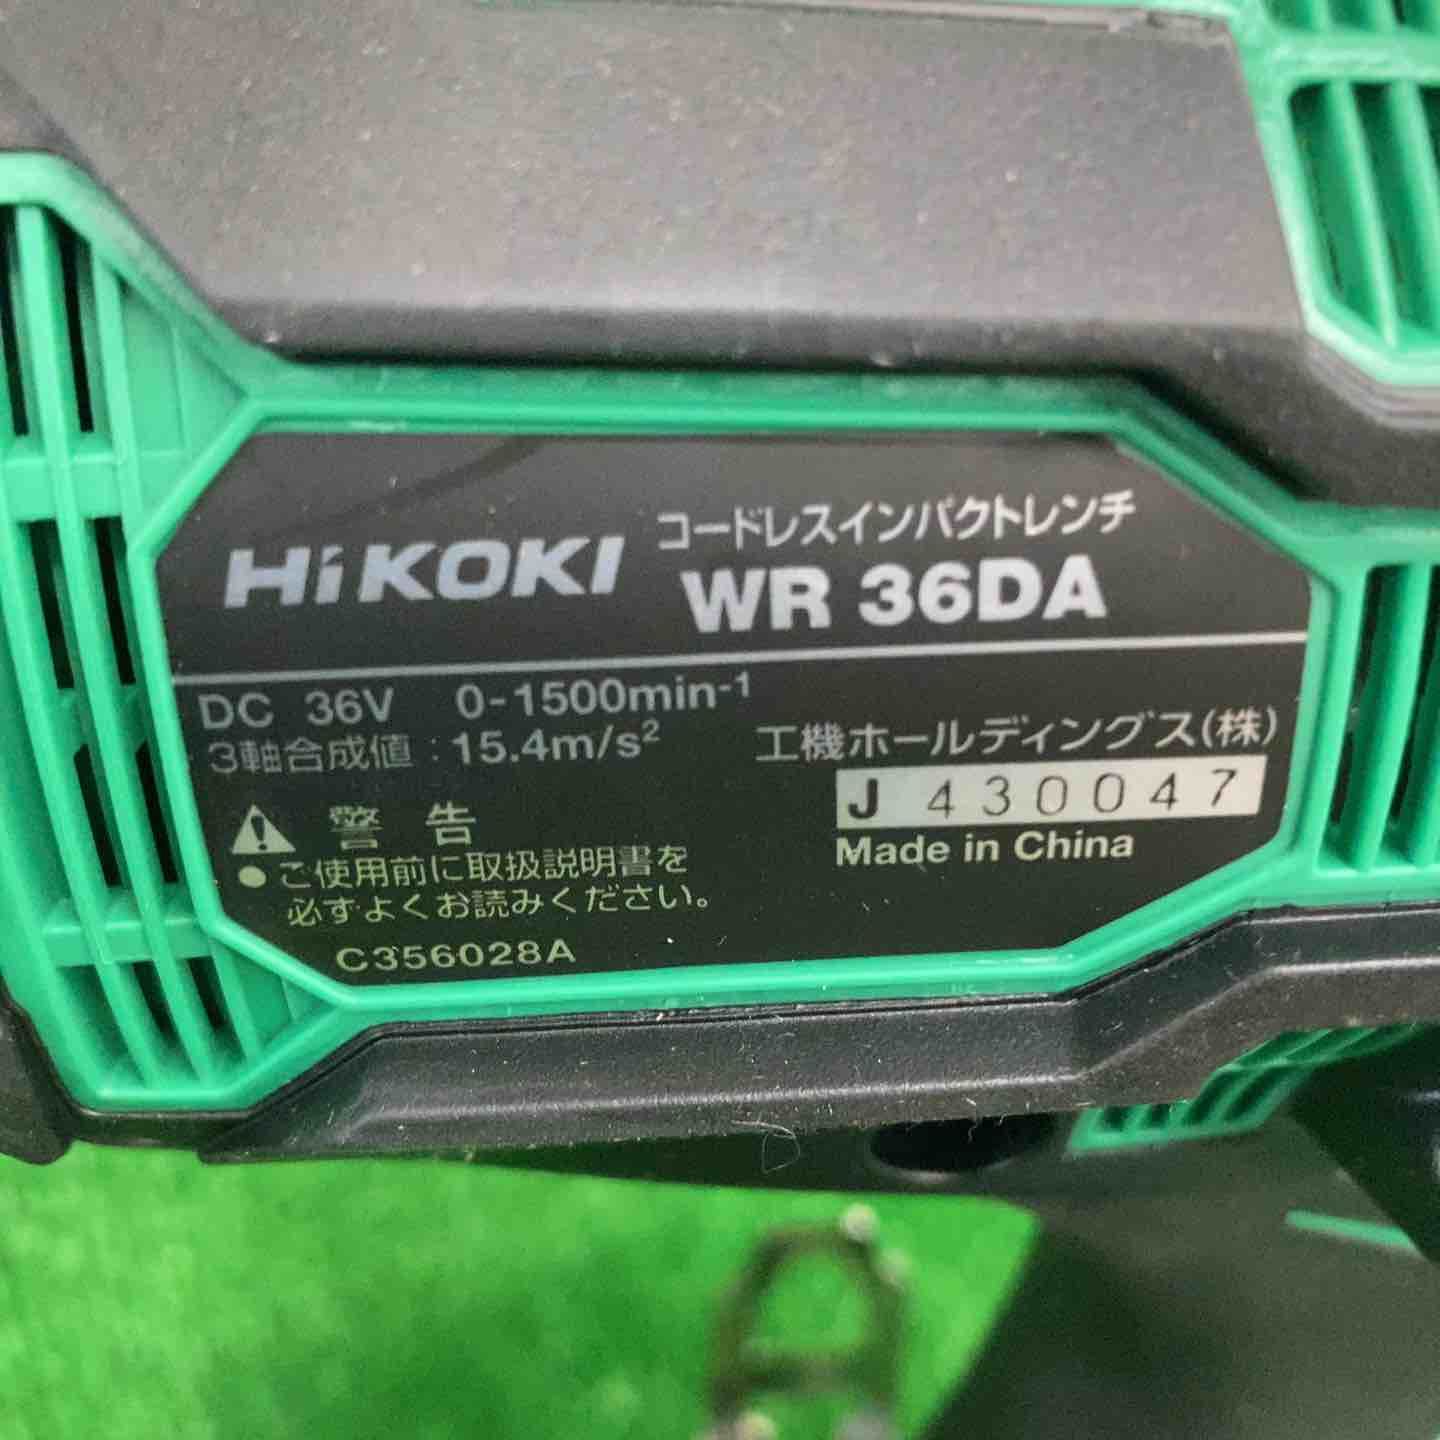 HiKOKI コードレスインパクトレンチ
WR 36DA
DC 36V 0-1500min-1
3軸合成値 : 15.4m/s²
工機ホールディングス(株)
J 430047
Made in China
⚠ 警告
●ご使用前に取扱説明書を
必ずよくお読みください。
C356028A